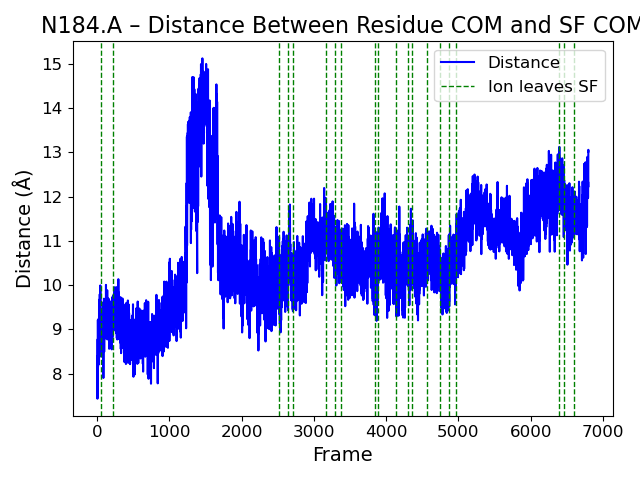 N184.A – Distance Between Residue COM and SF COM
Distance
Ion leaves SF
15
14
13
12
11
10
9
8
Distance (Å)
0 1000 2000 3000 4000 5000 6000 7000
Frame